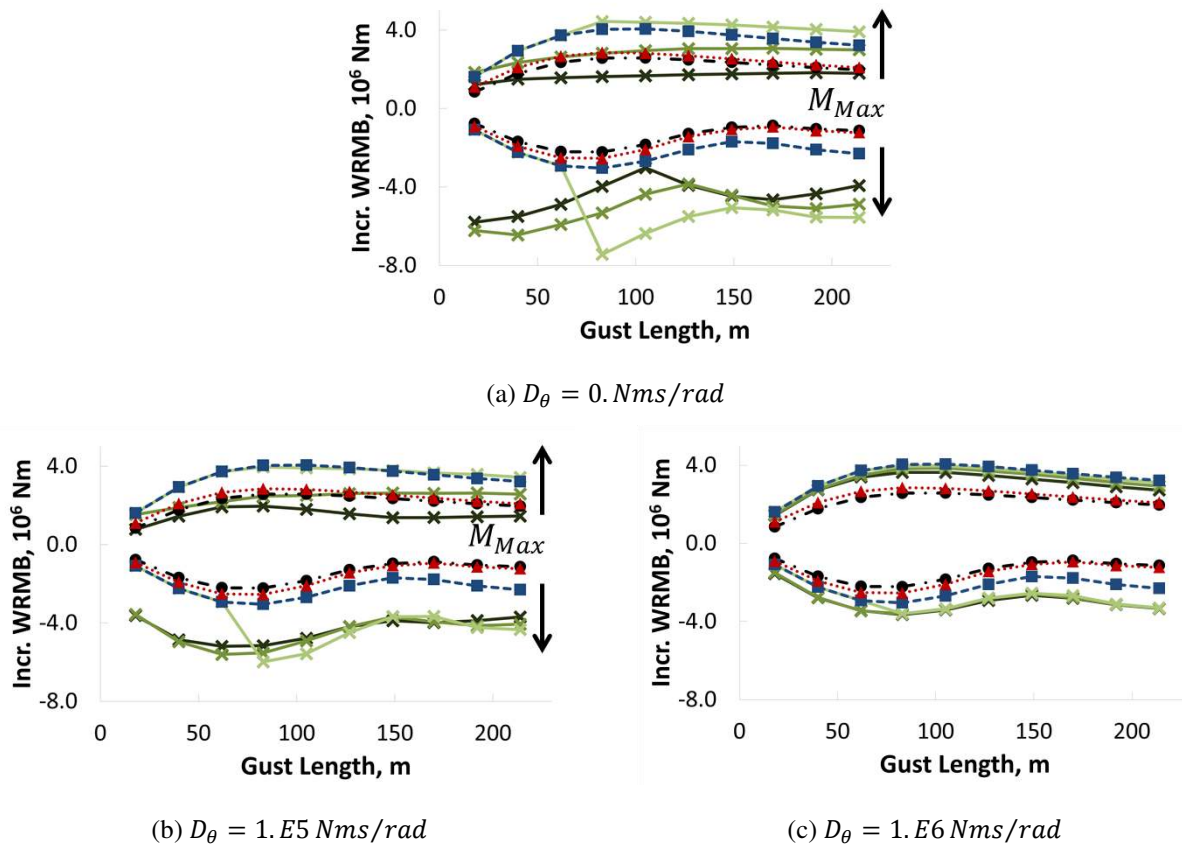 4.0
0.0
-4.0
-8.0
Incr. WRMB, 10⁶ Nm
M_Max
0 50 100 150 200
Gust Length, m
(a) D_θ = 0. Nms/rad
4.0
0.0
-4.0
-8.0
Incr. WRMB, 10⁶ Nm
M_Max
0 50 100 150 200
Gust Length, m
(b) D_θ = 1. E5 Nms/rad
4.0
0.0
-4.0
-8.0
Incr. WRMB, 10⁶ Nm
0 50 100 150 200
Gust Length, m
(c) D_θ = 1. E6 Nms/rad